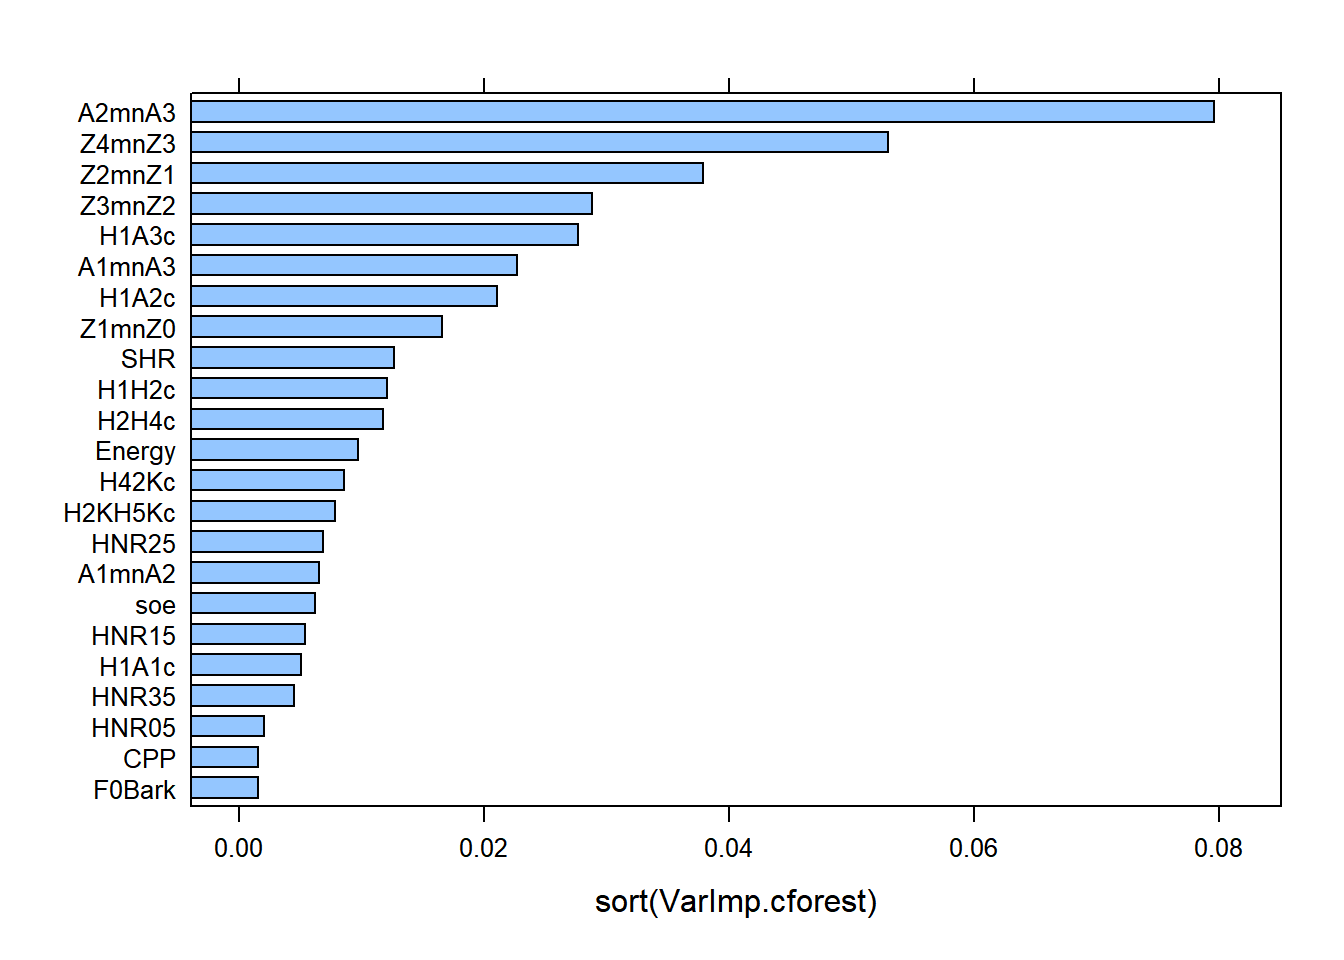 A2mnA3
Z4mnZ3
Z2mnZ1
Z3mnZ2
H1A3c
A1mnA3
H1A2c
Z1mnZ0
SHR
H1H2c
H2H4c
Energy
H42Kc
H2KH5Kc
HNR25
A1mnA2
soe
HNR15
H1A1c
HNR35
HNR05
CPP
F0Bark
0.00 0.02 0.04 0.06 0.08
sort(VarImp.cforest)